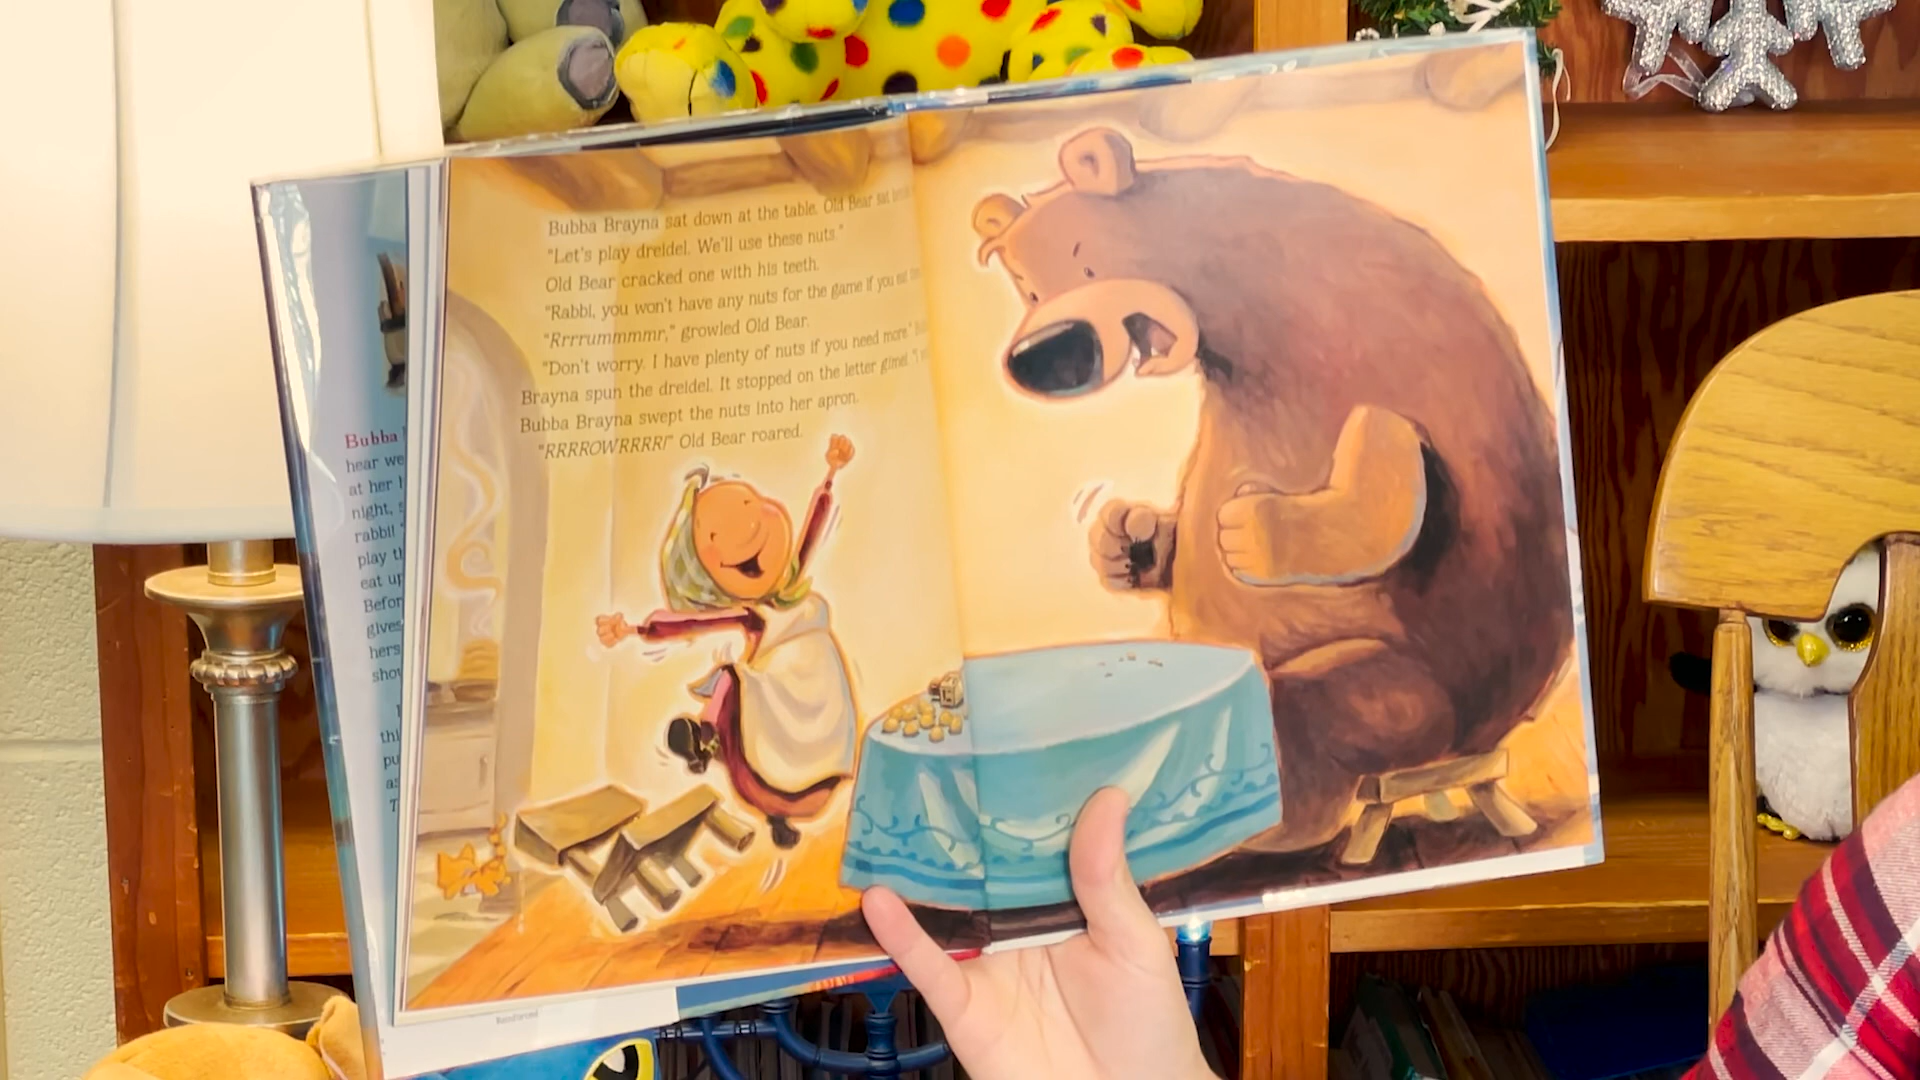 Bubba Brayna sat down at the table. Old Bear sat
"Let's play dreidel. We'll use these nuts."
Old Bear cracked one with his teeth.
"Rabbi, you won't have any nuts for the game if you eat
"Rrrrummmmr," growled Old Bear.
"Don't worry. I have plenty of nuts if you need more."
Brayna spun the dreidel. It stopped on the letter gimel.
Bubba Brayna swept the nuts into her apron.
"RRRROWRRRR!" Old Bear roared.
Bubba
hear we
at her
night,
rabbi!
play
eat up
gives